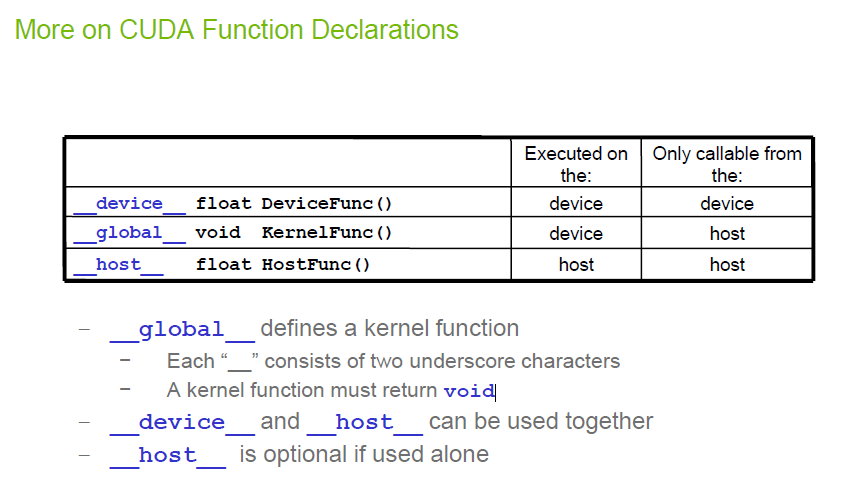 More on CUDA Function Declarations
Executed on the:
Only callable from the:
__device__ float DeviceFunc() device device
__global__ void KernelFunc() device host
__host__ float HostFunc() host host
– __global__ defines a kernel function
– Each “__” consists of two underscore characters
– A kernel function must return void
– __device__ and __host__ can be used together
– __host__ is optional if used alone